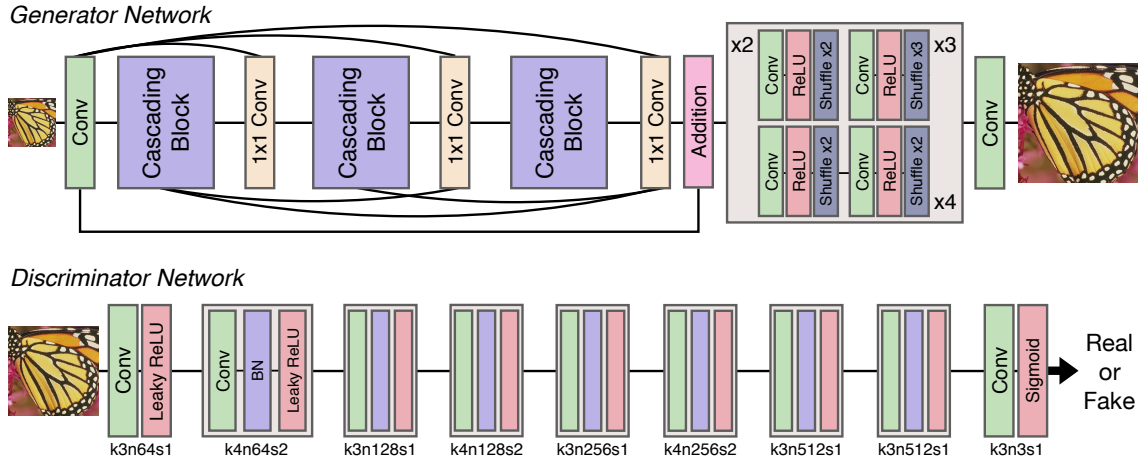 Generator Network
Conv
Cascading
Block
1x1 Conv
Cascading
Block
1x1 Conv
Cascading
Block
1x1 Conv
Addition
x2
Conv
ReLU
Shuffle x2
Conv
ReLU
Shuffle x3
x3
Conv
ReLU
Shuffle x2
Conv
ReLU
Shuffle x2
x4
Conv
Discriminator Network
Conv
Leaky ReLU
Conv
BN
Leaky ReLU
Conv
Sigmoid
Real
or
Fake
k3n64s1
k4n64s2
k3n128s1
k4n128s2
k3n256s1
k4n256s2
k3n512s1
k3n512s1
k3n3s1